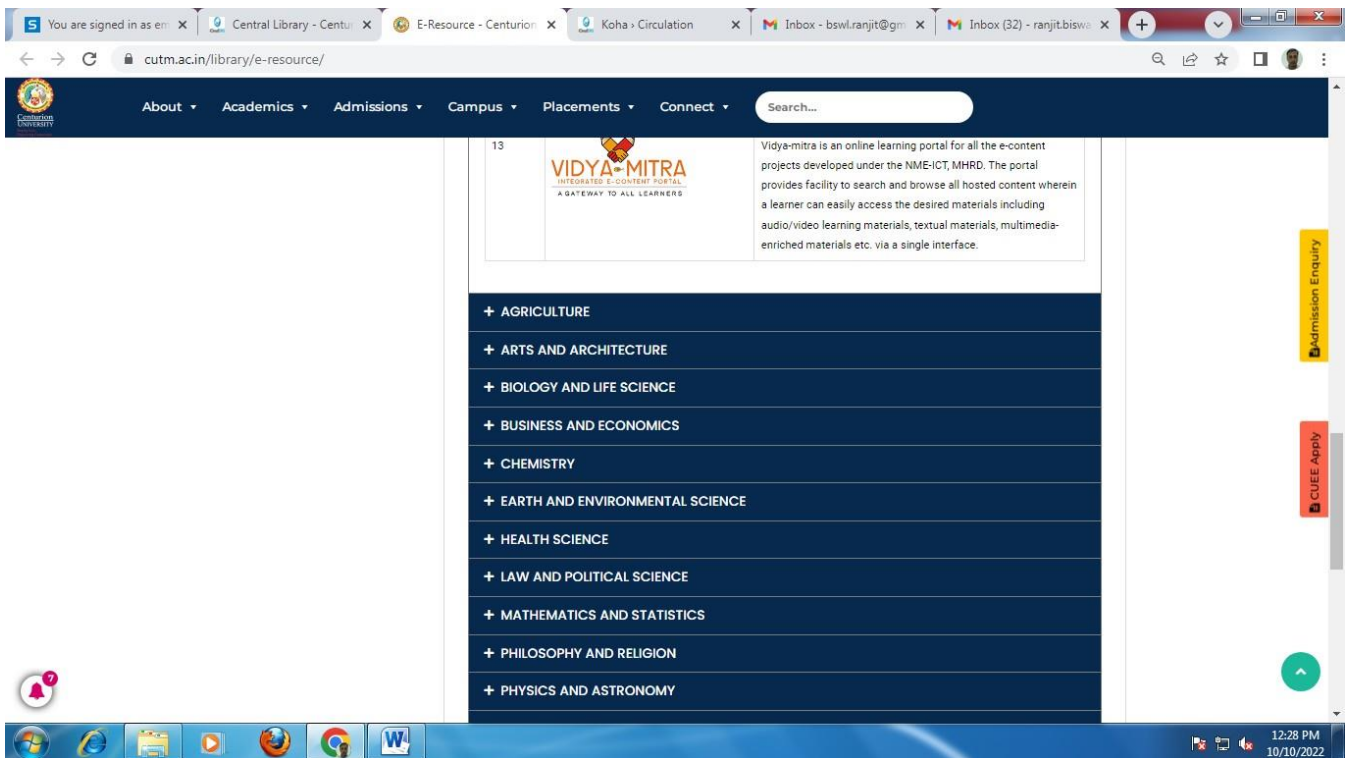 You are signed in as em
Central Library - Centu
E-Resource - Centurion
Koha › Circulation
Inbox - bswl.ranjit@gm
Inbox (32) - ranjit.biswa
cutm.ac.in/library/e-resource/
Centurion
UNIVERSITY
About
Academics
Admissions
Campus
Placements
Connect
Search...
13
VIDYA-MITRA
INTEGRATED E-CONTENT PORTAL
A GATEWAY TO ALL LEARNERS
Vidya-mitra is an online learning portal for all the e-content
projects developed under the NME-ICT, MHRD. The portal
provides facility to search and browse all hosted content wherein
a learner can easily access the desired materials including
audio/video learning materials, textual materials, multimedia-
enriched materials etc. via a single interface.
+ AGRICULTURE
+ ARTS AND ARCHITECTURE
+ BIOLOGY AND LIFE SCIENCE
+ BUSINESS AND ECONOMICS
+ CHEMISTRY
+ EARTH AND ENVIRONMENTAL SCIENCE
+ HEALTH SCIENCE
+ LAW AND POLITICAL SCIENCE
+ MATHEMATICS AND STATISTICS
+ PHILOSOPHY AND RELIGION
+ PHYSICS AND ASTRONOMY
Admission Enquiry
CUEE Apply
7
12:28 PM
10/10/2022